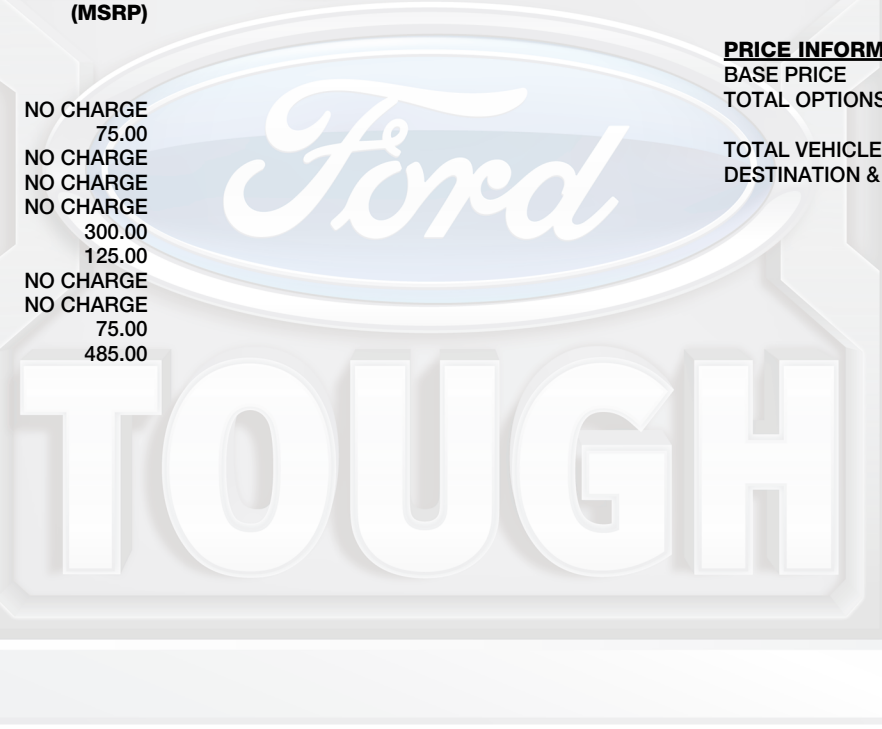 (MSRP)
NO CHARGE
75.00
NO CHARGE
NO CHARGE
NO CHARGE
300.00
125.00
NO CHARGE
NO CHARGE
75.00
485.00
PRICE INFORM
BASE PRICE
TOTAL OPTIONS
TOTAL VEHICLE
DESTINATION &
Ford
TOUGH